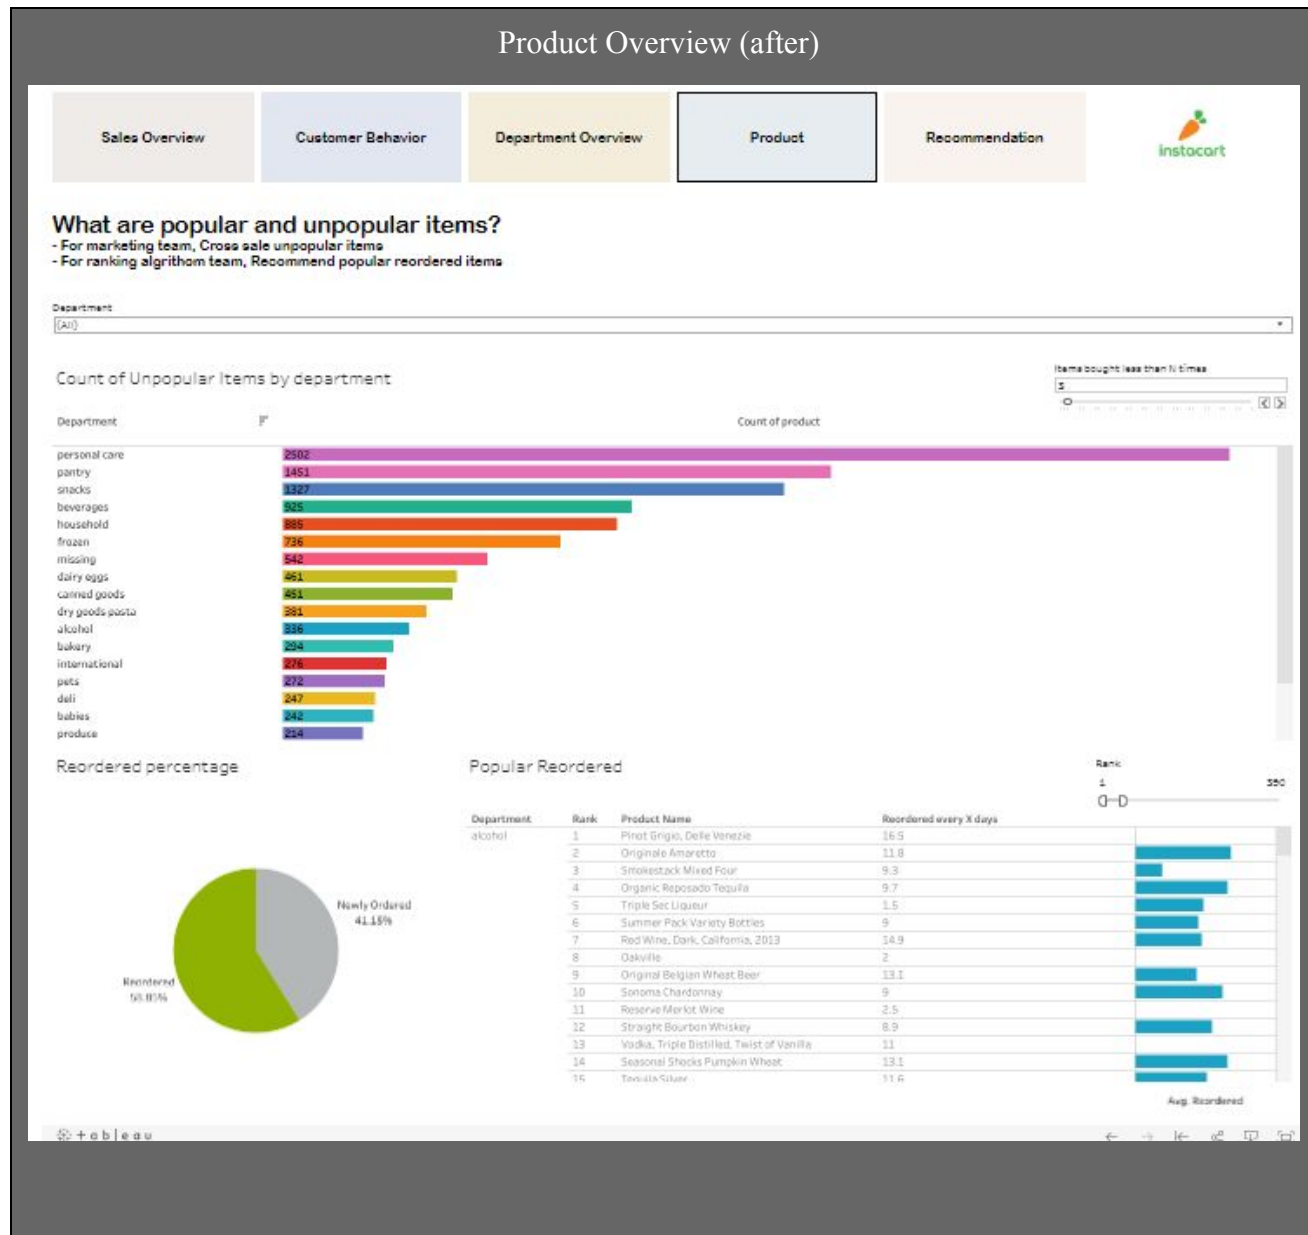 Product Overview (after)
Sales Overview
Customer Behavior
Department Overview
Product
Recommendation
instacart
What are popular and unpopular items?
- For marketing team, Cross sale unpopular items
- For ranking algrithom team, Recommend popular reordered items
Department
(All)
Count of Unpopular Items by department
Items bought less than N times
Department Count of product
personal care 2502
pantry 1451
snacks 1327
beverages 925
household 885
frozen 736
missing 542
dairy eggs 461
canned goods 451
dry goods pasta 381
alcohol 336
bakery 294
international 276
pets 272
deli 247
babies 242
produce 214
Reordered percentage
Newly Ordered
41.15%
Reordered
Popular Reordered
Rank
1 390
Department Rank Product Name Reordered every X days
alcohol 1 Pinot Grigio, Delle Venezie 16.5
2 Originale Amaretto 11.8
3 Smokestack Mixed Four 9.3
4 Organic Reposado Tequila 9.7
5 Triple Sec Liqueur 1.5
6 Summer Pack Variety Bottles 9
7 Red Wine, Dark, California, 2013 14.9
8 Oakville 2
9 Original Belgian Wheat Beer 13.1
10 Sonoma Chardonnay 9
11 Reserve Merlot Wine 2.5
12 Straight Bourbon Whiskey 8.9
13 Vodka, Triple Distilled, Twist of Vanilla 11
14 Seasonal Shocks Pumpkin Wheat 13.1
15 Tequila Silver 11.6
Avg. Reordered
+ a b l e a u